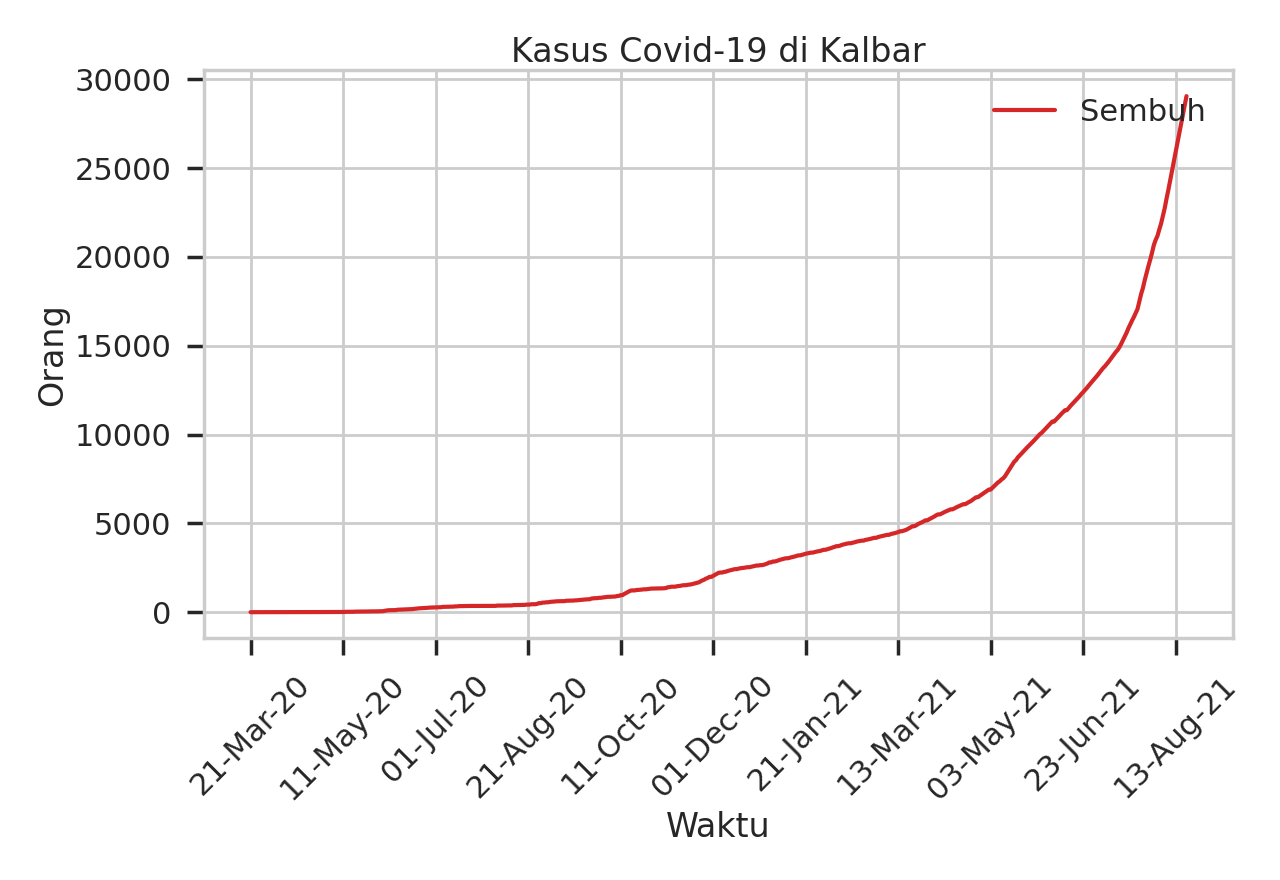 Kasus Covid-19 di Kalbar
Sembuh
Orang
30000
25000
20000
15000
10000
5000
0
21-Mar-20
11-May-20
01-Jul-20
21-Aug-20
11-Oct-20
01-Dec-20
21-Jan-21
13-Mar-21
03-May-21
23-Jun-21
13-Aug-21
Waktu